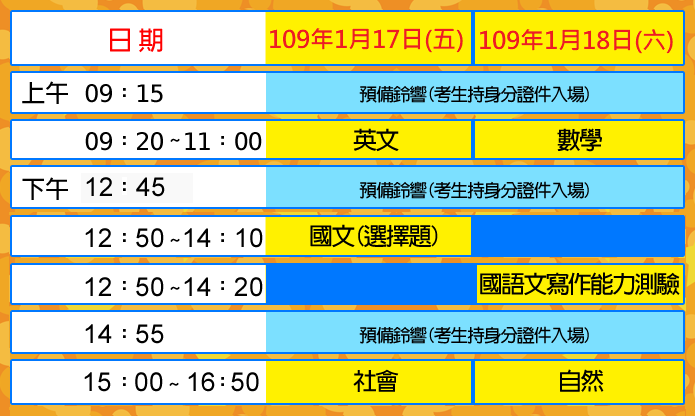 日期 109年1月17日(五) 109年1月18日(六)
上午 09：15 預備鈴響(考生持身分證件入場)
09：20~11：00 英文 數學
下午 12：45 預備鈴響(考生持身分證件入場)
12：50~14：10 國文(選擇題)
12：50~14：20 國語文寫作能力測驗
14：55 預備鈴響(考生持身分證件入場)
15：00~16:50 社會 自然